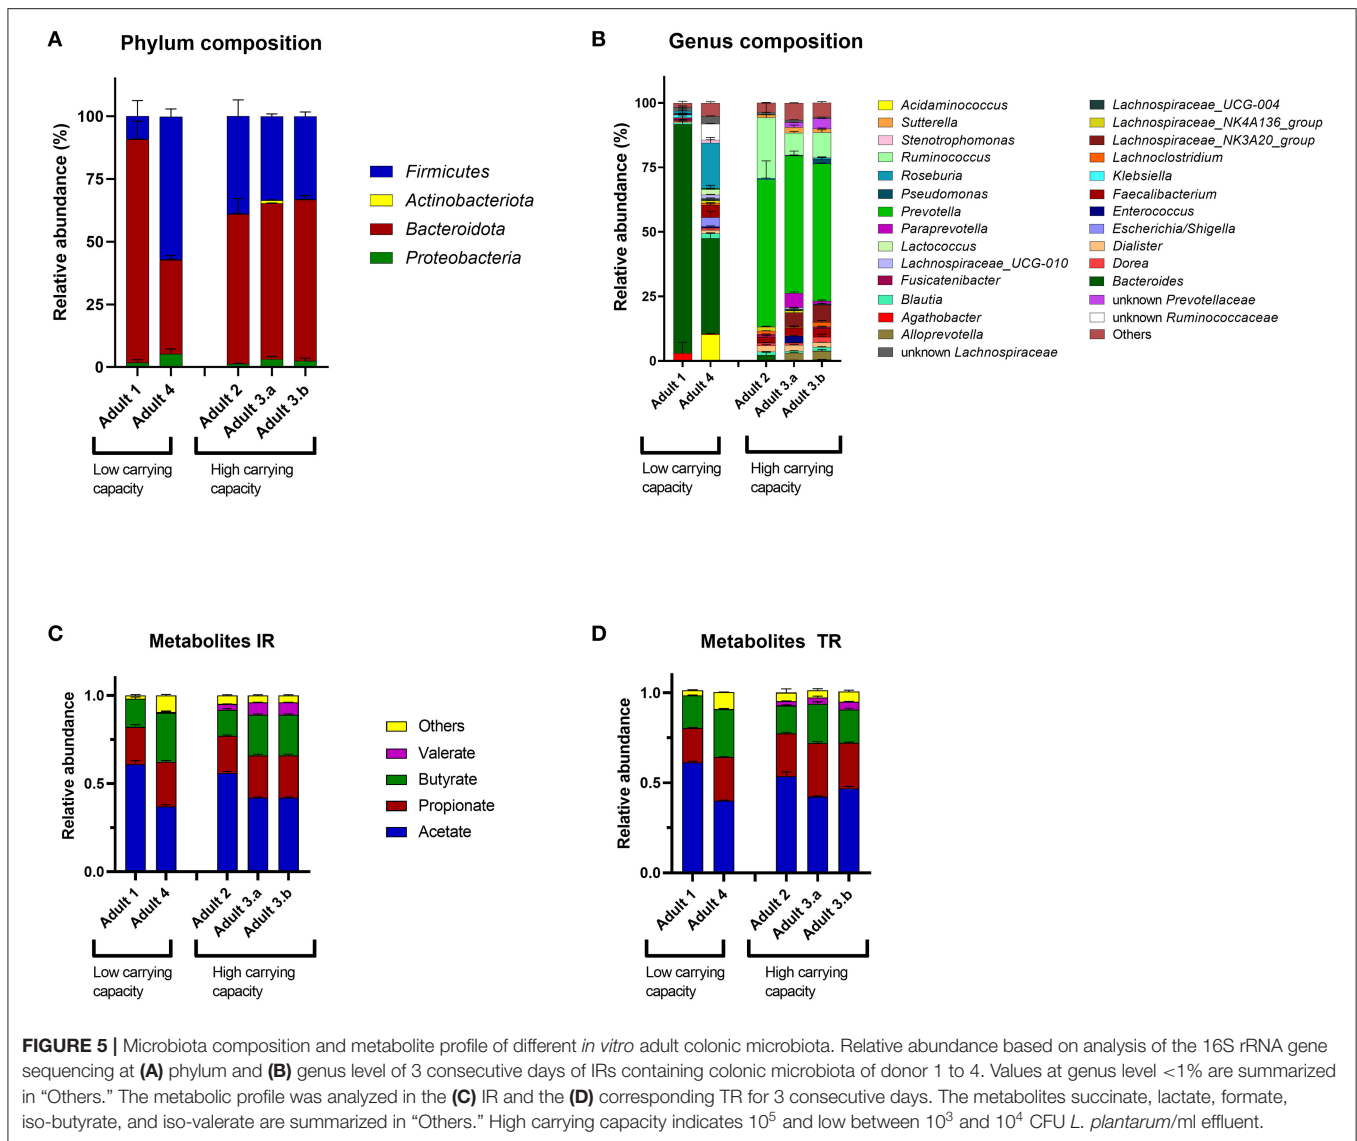 A
Phylum composition
100
75
50
25
0
Relative abundance (%)
Adult 1
Adult 4
Adult 2
Adult 3.a
Adult 3.b
Low carrying
capacity
High carrying
capacity
Firmicutes
Actinobacteriota
Bacteroidota
Proteobacteria
B
Genus composition
100
75
50
25
0
Relative abundance (%)
Adult 1
Adult 4
Adult 2
Adult 3.a
Adult 3.b
Low carrying
capacity
High carrying
capacity
Acidaminococcus
Sutterella
Stenotrophomonas
Ruminococcus
Roseburia
Pseudomonas
Prevotella
Paraprevotella
Lactococcus
Lachnospiraceae_UCG-010
Fusicatenibacter
Blautia
Agathobacter
Alloprevotella
unknown Lachnospiraceae
Lachnospiraceae_UCG-004
Lachnospiraceae_NK4A136_group
Lachnospiraceae_NK3A20_group
Lachnoclostridium
Klebsiella
Faecalibacterium
Enterococcus
Escherichia/Shigella
Dialister
Dorea
Bacteroides
unknown Prevotellaceae
unknown Ruminococcaceae
Others
C
Metabolites IR
1.0
0.5
0.0
Relative abundance
Adult 1
Adult 4
Adult 2
Adult 3.a
Adult 3.b
Low carrying
capacity
High carrying
capacity
Others
Valerate
Butyrate
Propionate
Acetate
D
Metabolites TR
1.0
0.5
0.0
Relative abundance
Adult 1
Adult 4
Adult 2
Adult 3.a
Adult 3.b
Low carrying
capacity
High carrying
capacity
FIGURE 5 | Microbiota composition and metabolite profile of different in vitro adult colonic microbiota. Relative abundance based on analysis of the 16S rRNA gene
sequencing at (A) phylum and (B) genus level of 3 consecutive days of IRs containing colonic microbiota of donor 1 to 4. Values at genus level <1% are summarized
in “Others.” The metabolic profile was analyzed in the (C) IR and the (D) corresponding TR for 3 consecutive days. The metabolites succinate, lactate, formate,
iso-butyrate, and iso-valerate are summarized in “Others.” High carrying capacity indicates 10⁵ and low between 10³ and 10⁴ CFU L. plantarum/ml effluent.